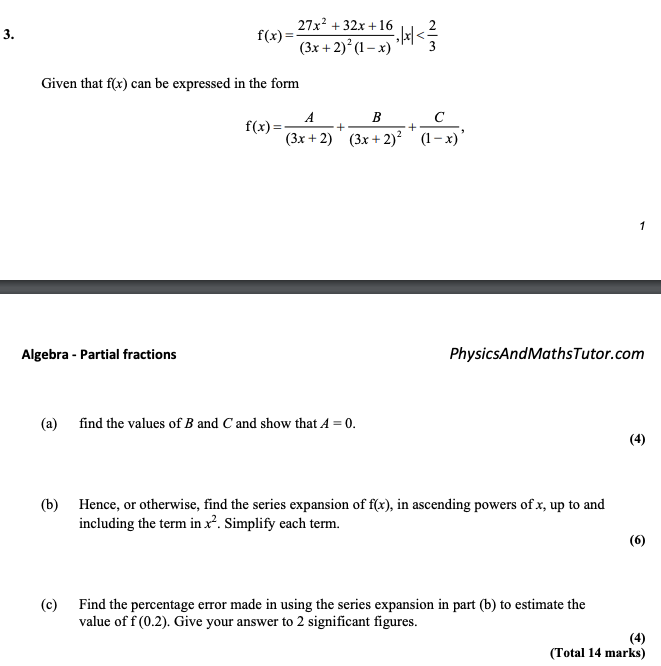 3. f(x) = \frac{27x^2 + 32x + 16}{(3x + 2)^2 (1 – x)}, |x| < \frac{2}{3}
Given that f(x) can be expressed in the form
f(x) = \frac{A}{(3x + 2)} + \frac{B}{(3x + 2)^2} + \frac{C}{(1 – x)},
1
Algebra - Partial fractions PhysicsAndMathsTutor.com
(a) find the values of B and C and show that A = 0.
(4)
(b) Hence, or otherwise, find the series expansion of f(x), in ascending powers of x, up to and
including the term in x². Simplify each term.
(6)
(c) Find the percentage error made in using the series expansion in part (b) to estimate the
value of f (0.2). Give your answer to 2 significant figures.
(4)
(Total 14 marks)